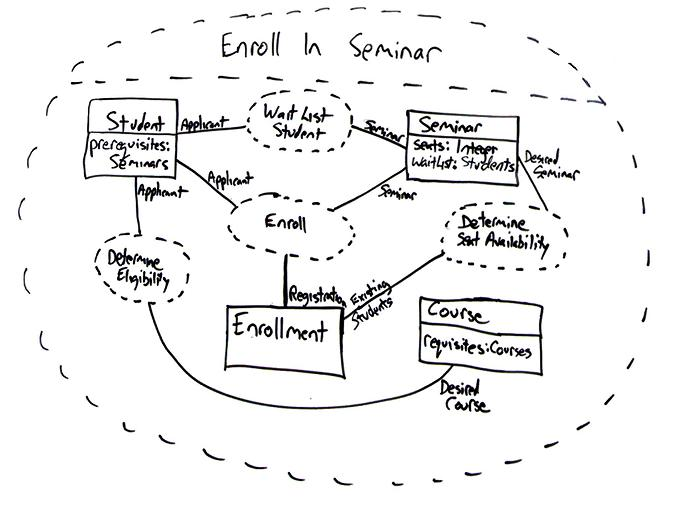 Enroll In Seminar
Student
prerequisites:
Seminars
Applicant
Wait List
Student
Seminar
Seminar
seats: Integer
waitList: Students
Desired
Seminar
Applicant
Applicant
Enroll
Seminar
Determine
Seat Availability
Determine
Eligibility
Registration
Existing
Students
Enrollment
Course
requisites:Courses
Desired
Course